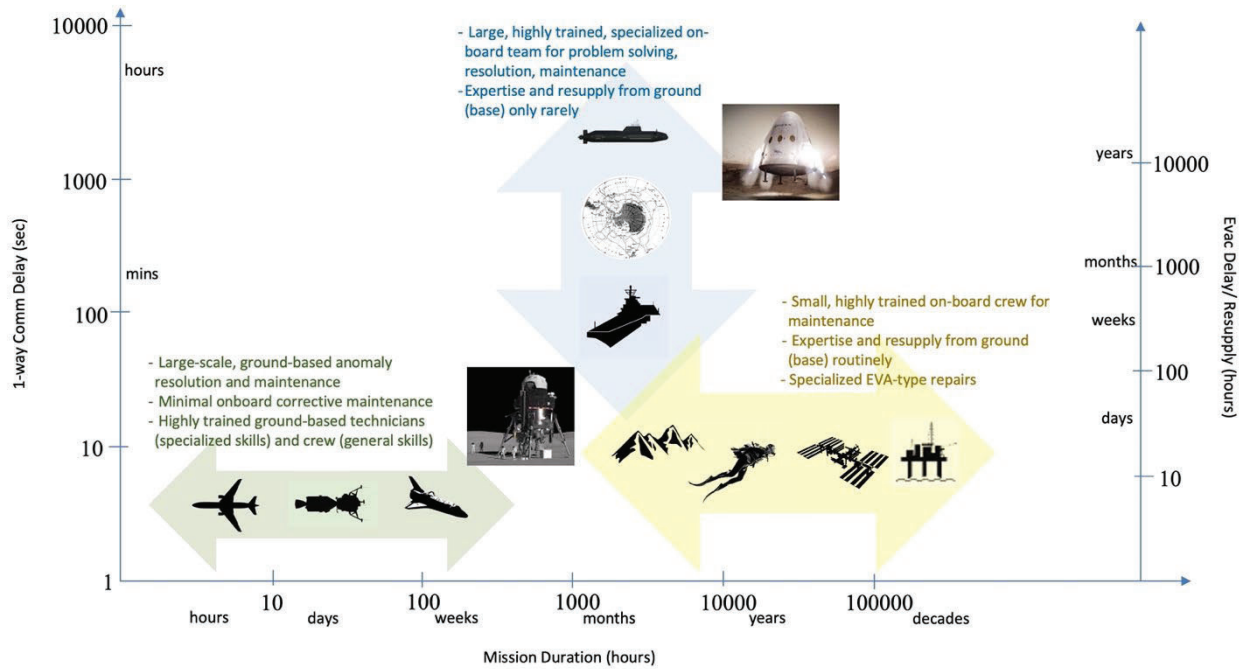 10000
hours
1000
mins
100
10
1
1-way Comm Delay (sec)
- Large, highly trained, specialized on-
board team for problem solving,
resolution, maintenance
- Expertise and resupply from ground
(base) only rarely
- Large-scale, ground-based anomaly
resolution and maintenance
- Minimal onboard corrective maintenance
- Highly trained ground-based technicians
(specialized skills) and crew (general skills)
- Small, highly trained on-board crew for
maintenance
- Expertise and resupply from ground
(base) routinely
- Specialized EVA-type repairs
years
10000
months
1000
weeks
100
days
10
Evac Delay/ Resupply (hours)
10
100
1000
10000
100000
hours
days
weeks
months
years
decades
Mission Duration (hours)